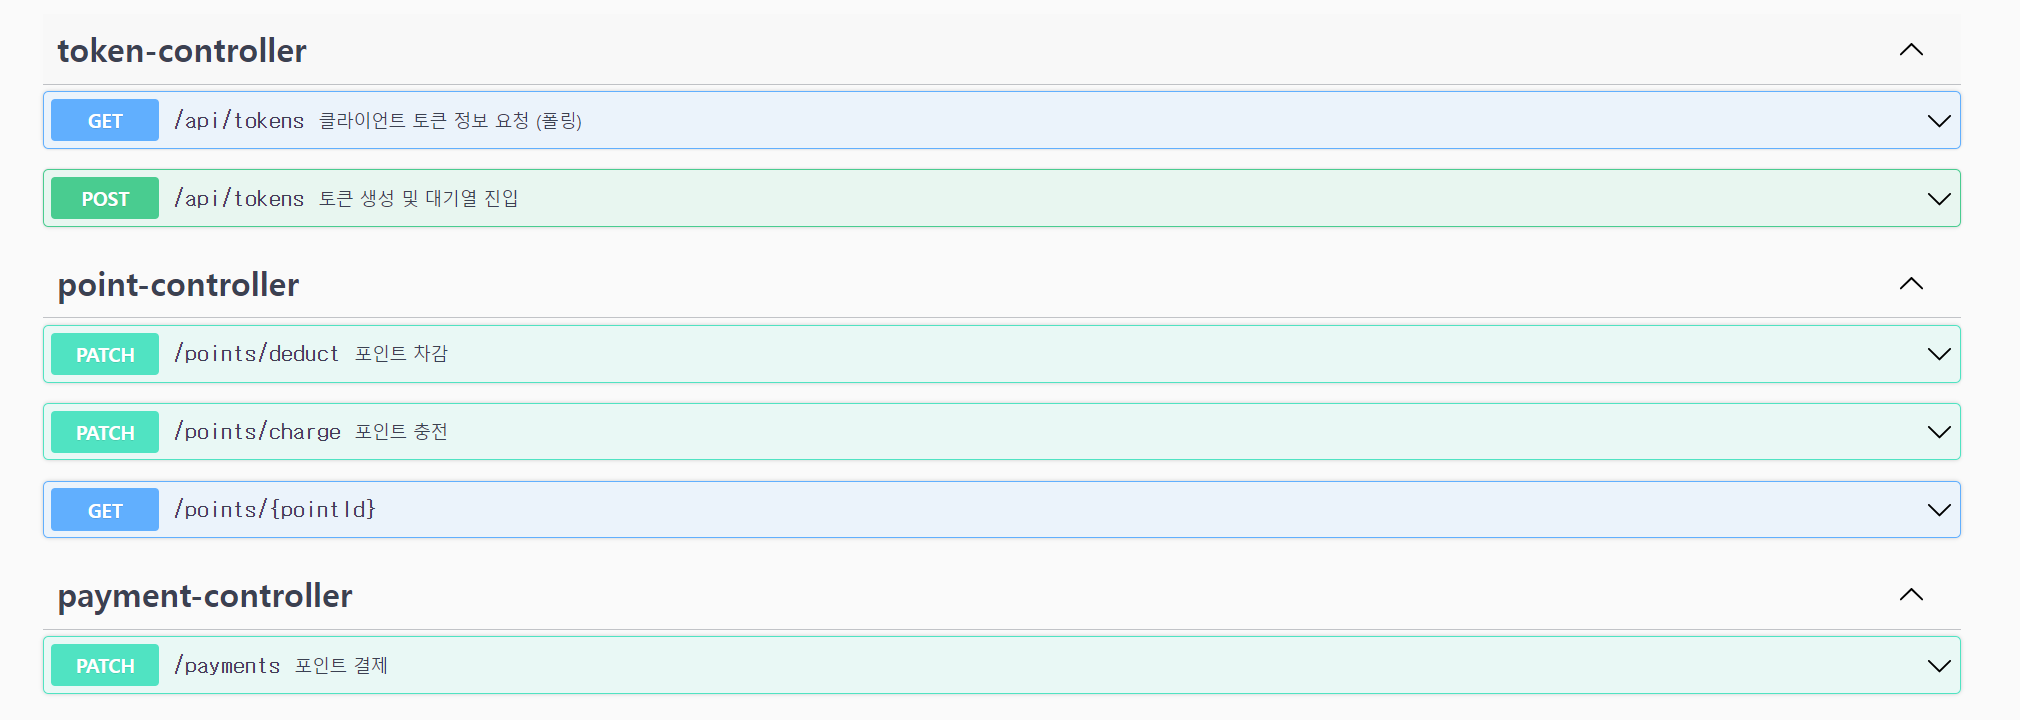 token-controller
GET /api/tokens 클라이언트 토큰 정보 요청 (폴링)
POST /api/tokens 토큰 생성 및 대기열 진입
point-controller
PATCH /points/deduct 포인트 차감
PATCH /points/charge 포인트 충전
GET /points/{pointId}
payment-controller
PATCH /payments 포인트 결제